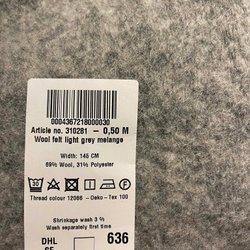 0004367218000030
Article no. 310281 - 0,50 M
Wool felt light grey melange
Width: 145 CM
69% Wool, 31% Polyester
30
Thread colour 12066 - Oeko-Tex 100
Shrinkage wash 3 %
Wash separately first time
DHL
636